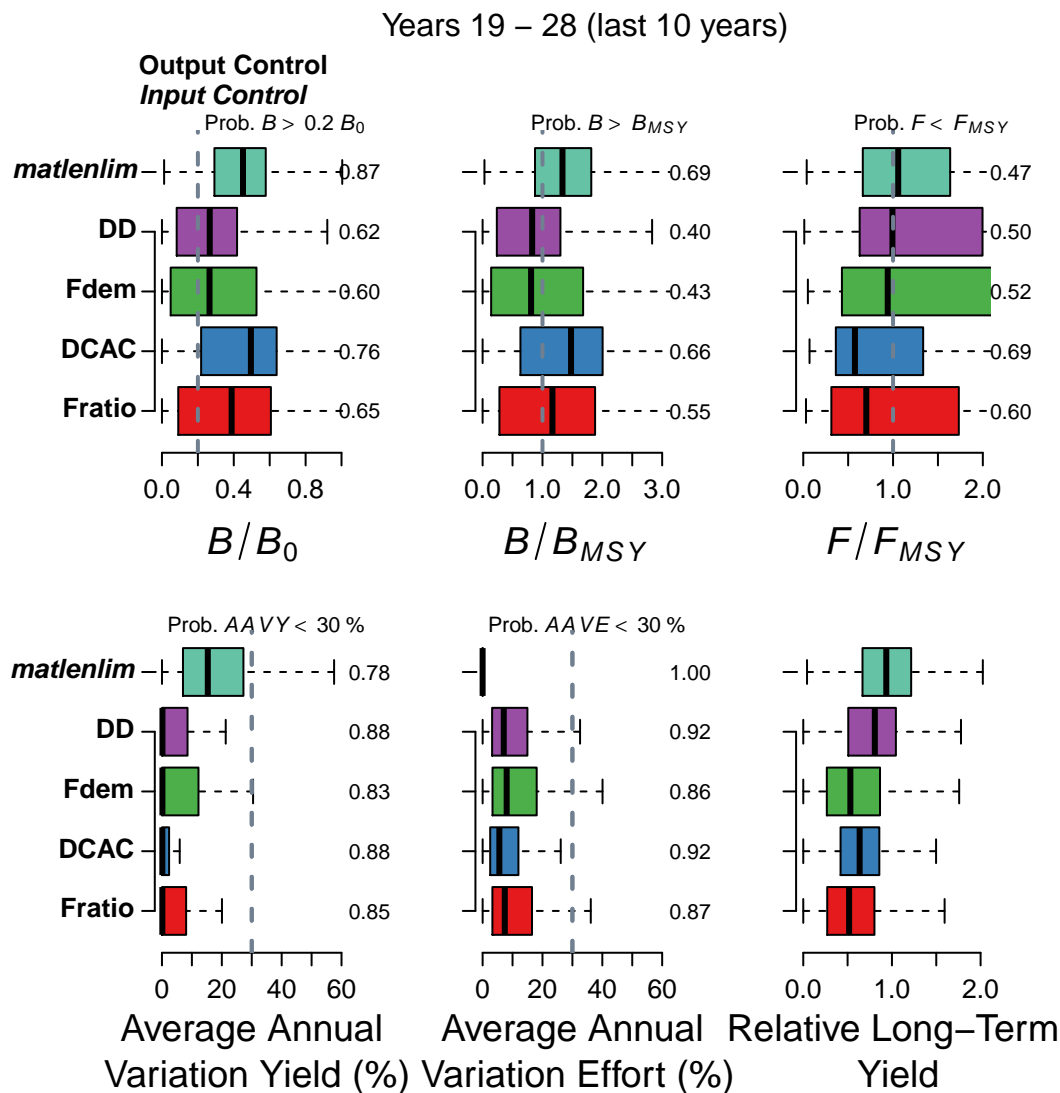 Years 19 – 28 (last 10 years)
Output Control
Input Control
Prob. B > 0.2 B0
Prob. B > BMSY
Prob. F < FMSY
matlenlim
0.87
0.69
0.47
DD
0.62
0.40
0.50
Fdem
0.60
0.43
0.52
DCAC
0.76
0.66
0.69
Fratio
0.65
0.55
0.60
0.0 0.4 0.8
0.0 1.0 2.0 3.0
0.0 1.0 2.0
B/B0
B/BMSY
F/FMSY
Prob. AAVY < 30 %
Prob. AAVE < 30 %
matlenlim
0.78
1.00
DD
0.88
0.92
Fdem
0.83
0.86
DCAC
0.88
0.92
Fratio
0.85
0.87
0 20 40 60
0 20 40 60
0.0 1.0 2.0
Average Annual
Variation Yield (%)
Average Annual
Variation Effort (%)
Relative Long–Term
Yield